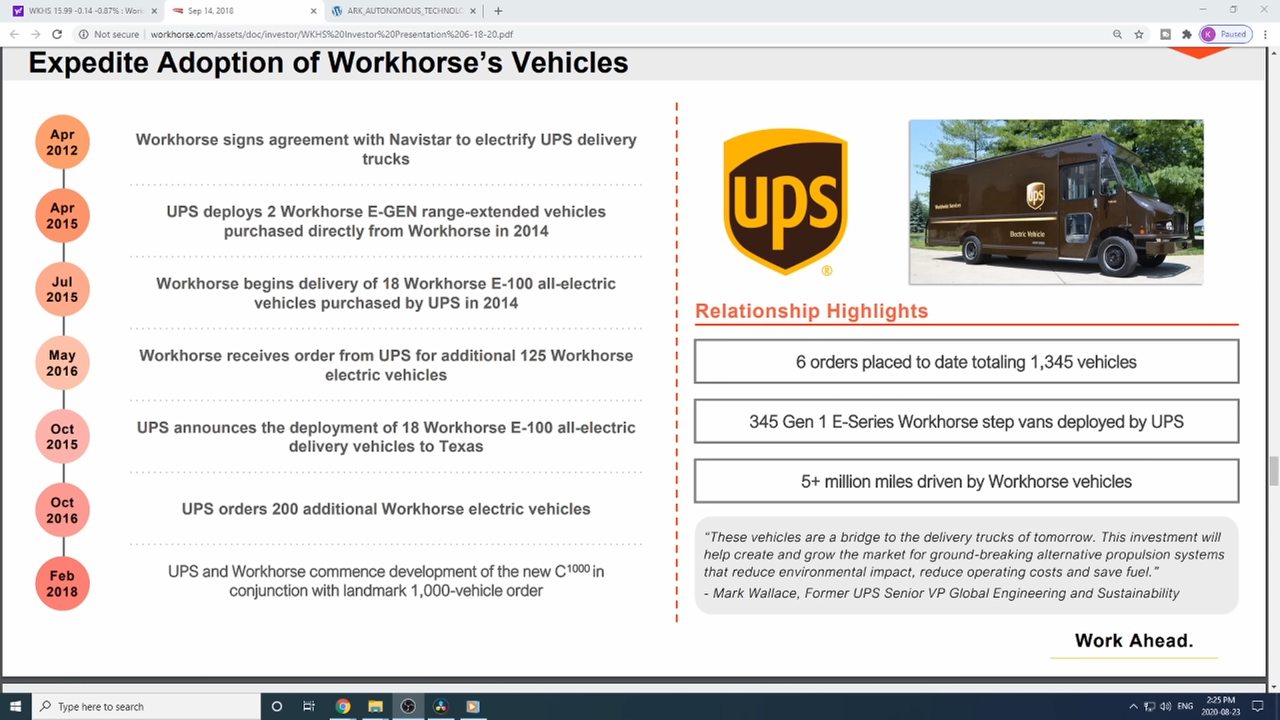 WKHS 15.99 -0.14 -0.87% : Work
Sep 14, 2018
ARK_AUTONOMOUS_TECHNOLO
Not secure
workhorse.com/assets/doc/investor/WKHS%20Investor%20Presentation%206-18-20.pdf
K
Paused
Expedite Adoption of Workhorse's Vehicles
Apr
2012
Workhorse signs agreement with Navistar to electrify UPS delivery
trucks
Apr
2015
UPS deploys 2 Workhorse E-GEN range-extended vehicles
purchased directly from Workhorse in 2014
Jul
2015
Workhorse begins delivery of 18 Workhorse E-100 all-electric
vehicles purchased by UPS in 2014
May
2016
Workhorse receives order from UPS for additional 125 Workhorse
electric vehicles
Oct
2015
UPS announces the deployment of 18 Workhorse E-100 all-electric
delivery vehicles to Texas
Oct
2016
UPS orders 200 additional Workhorse electric vehicles
Feb
2018
UPS and Workhorse commence development of the new C1000 in
conjunction with landmark 1,000-vehicle order
ups
®
Worldwide Services
ups
Electric Vehicle
Relationship Highlights
6 orders placed to date totaling 1,345 vehicles
345 Gen 1 E-Series Workhorse step vans deployed by UPS
5+ million miles driven by Workhorse vehicles
“These vehicles are a bridge to the delivery trucks of tomorrow. This investment will
help create and grow the market for ground-breaking alternative propulsion systems
that reduce environmental impact, reduce operating costs and save fuel.”
- Mark Wallace, Former UPS Senior VP Global Engineering and Sustainability
Work Ahead.
Type here to search
ENG
2:25 PM
2020-08-23